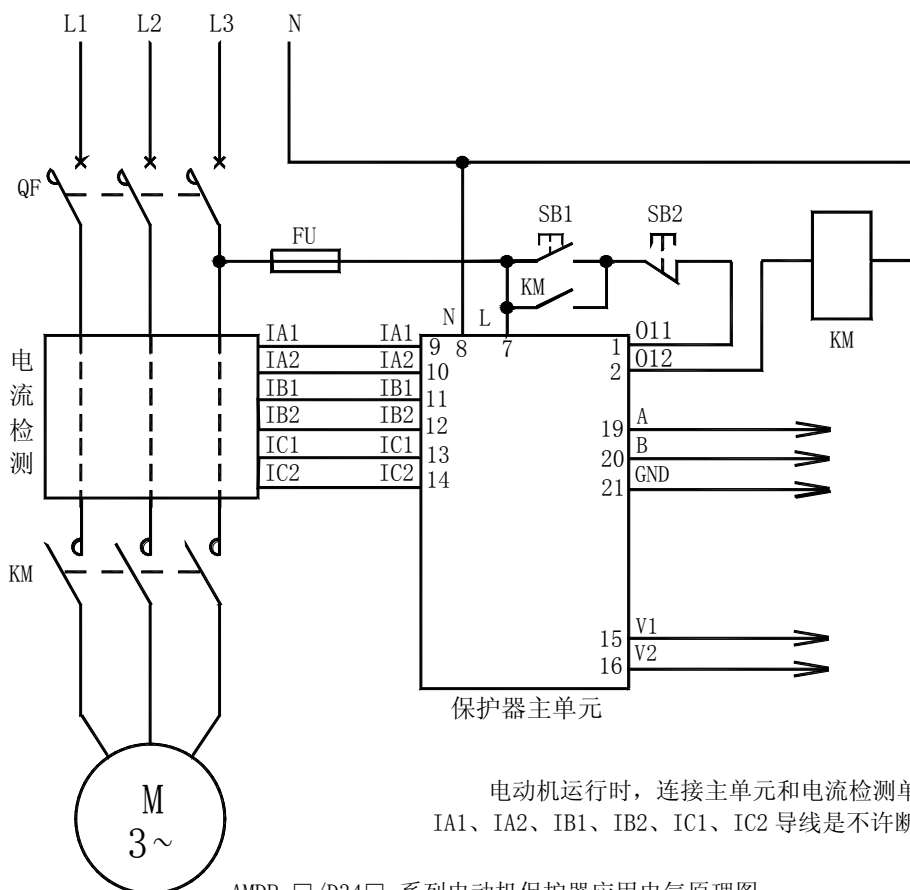 L1 L2 L3 N
QF
SB1 SB2
FU
KM
N L
KM
电流检测
IA1 IA1 9 8 7 1 O11
IA2 IA2 10 2 O12
IB1 IB1 11
IB2 IB2 12 19 A
IC1 IC1 13 20 B
IC2 IC2 14 21 GND
KM
15 V1
16 V2
保护器主单元
M
3~
电动机运行时，连接主单元和电流检测单
IA1、IA2、IB1、IB2、IC1、IC2 导线是不许断